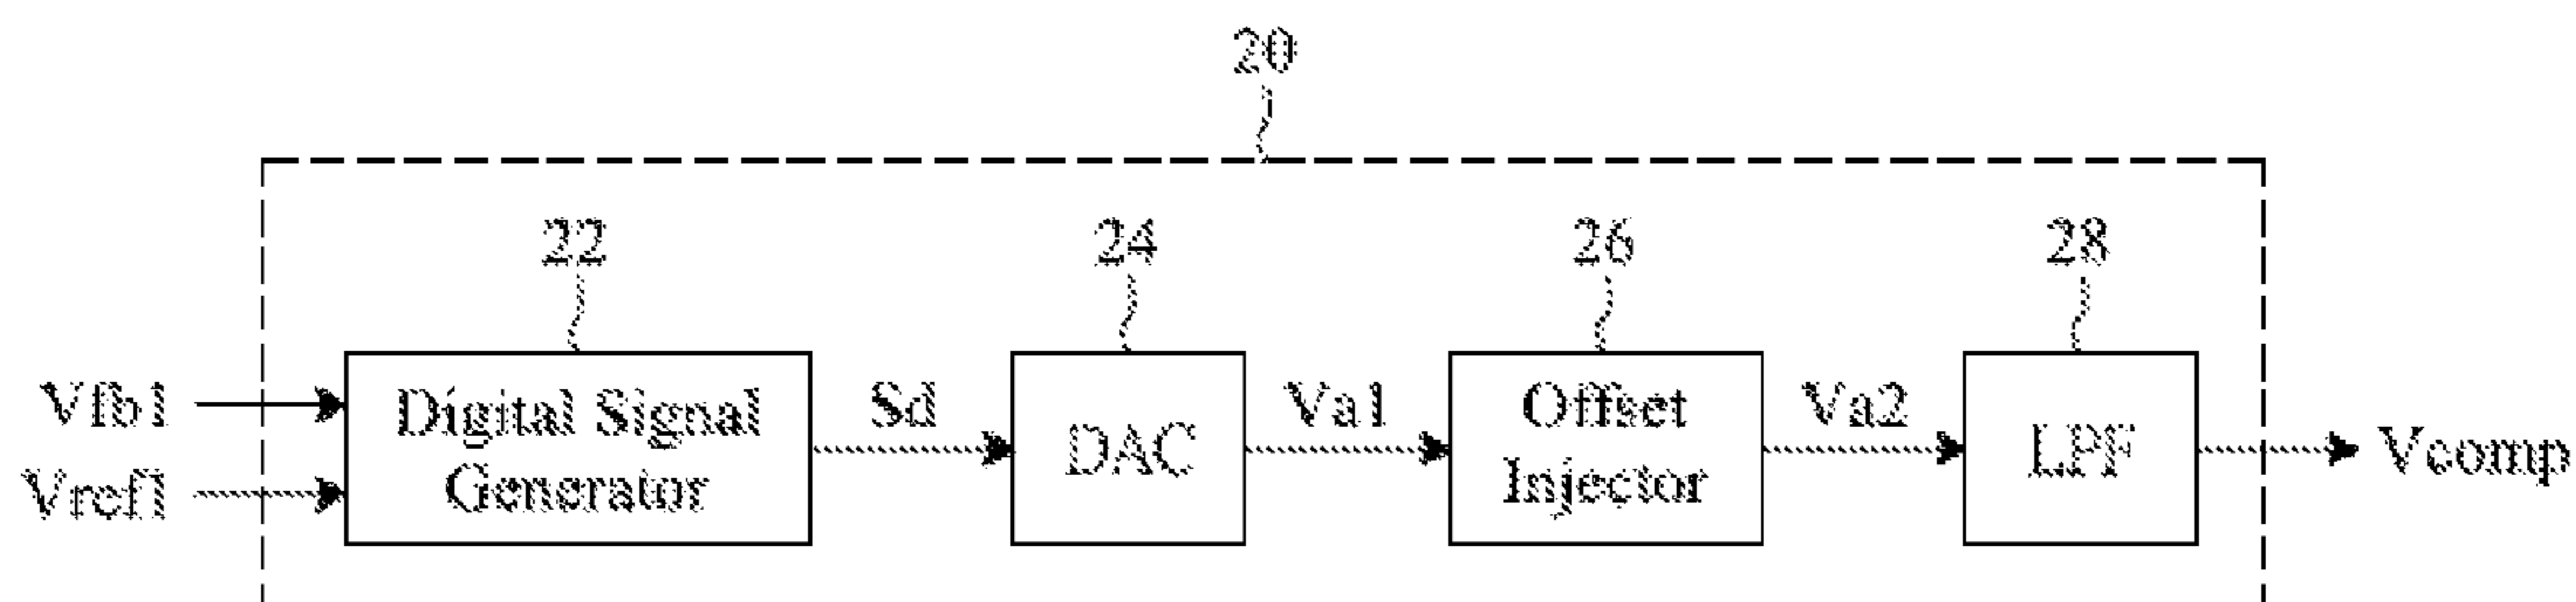 20
22
24
26
28
Vfb1
Vref1
Digital Signal
Generator
Sd
DAC
Va1
Offset
Injector
Va2
LPF
Vcomp